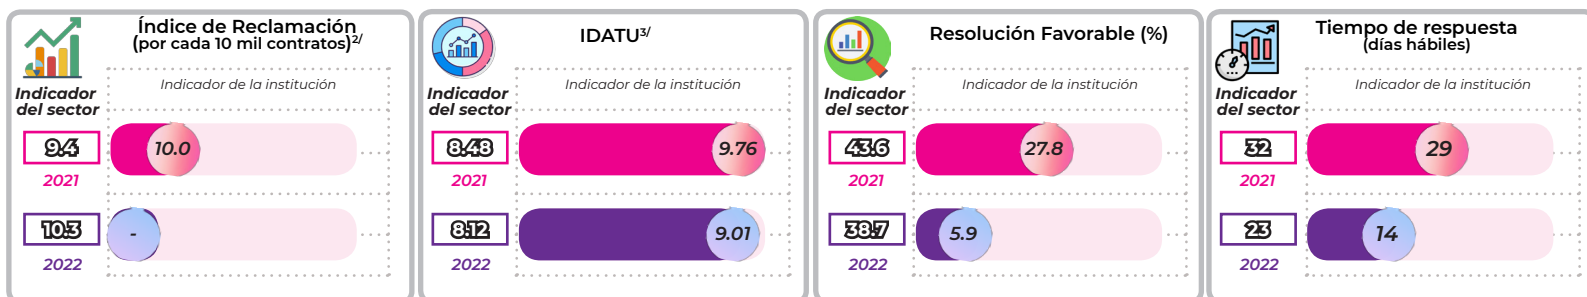 Índice de Reclamación
(por cada 10 mil contratos)2/
Indicador de la institución
Indicador
del sector
9.4
10.0
2021
10.3
-
2022
IDATU3/
Indicador de la institución
Indicador
del sector
8.48
9.76
2021
8.12
9.01
2022
Resolución Favorable (%)
Indicador de la institución
Indicador
del sector
43.6
27.8
2021
38.7
5.9
2022
Tiempo de respuesta
(días hábiles)
Indicador de la institución
Indicador
del sector
32
29
2021
23
14
2022